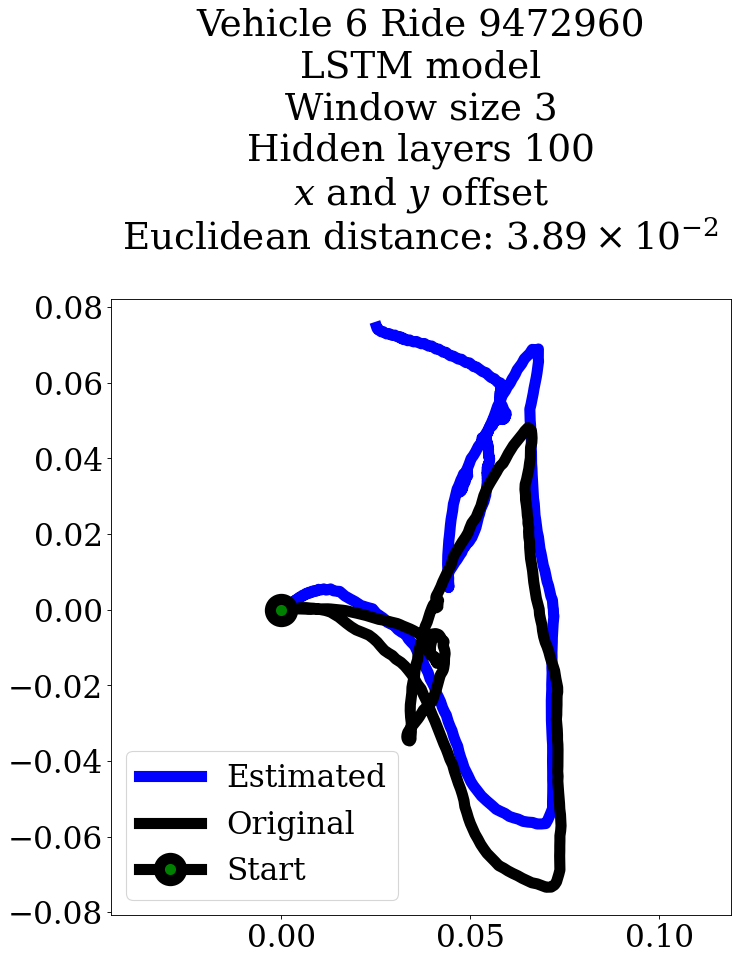 Vehicle 6 Ride 9472960
LSTM model
Window size 3
Hidden layers 100
x and y offset
Euclidean distance: 3.89 × 10⁻²
0.08
0.06
0.04
0.02
0.00
−0.02
−0.04
−0.06
−0.08
Estimated
Original
Start
0.00 0.05 0.10